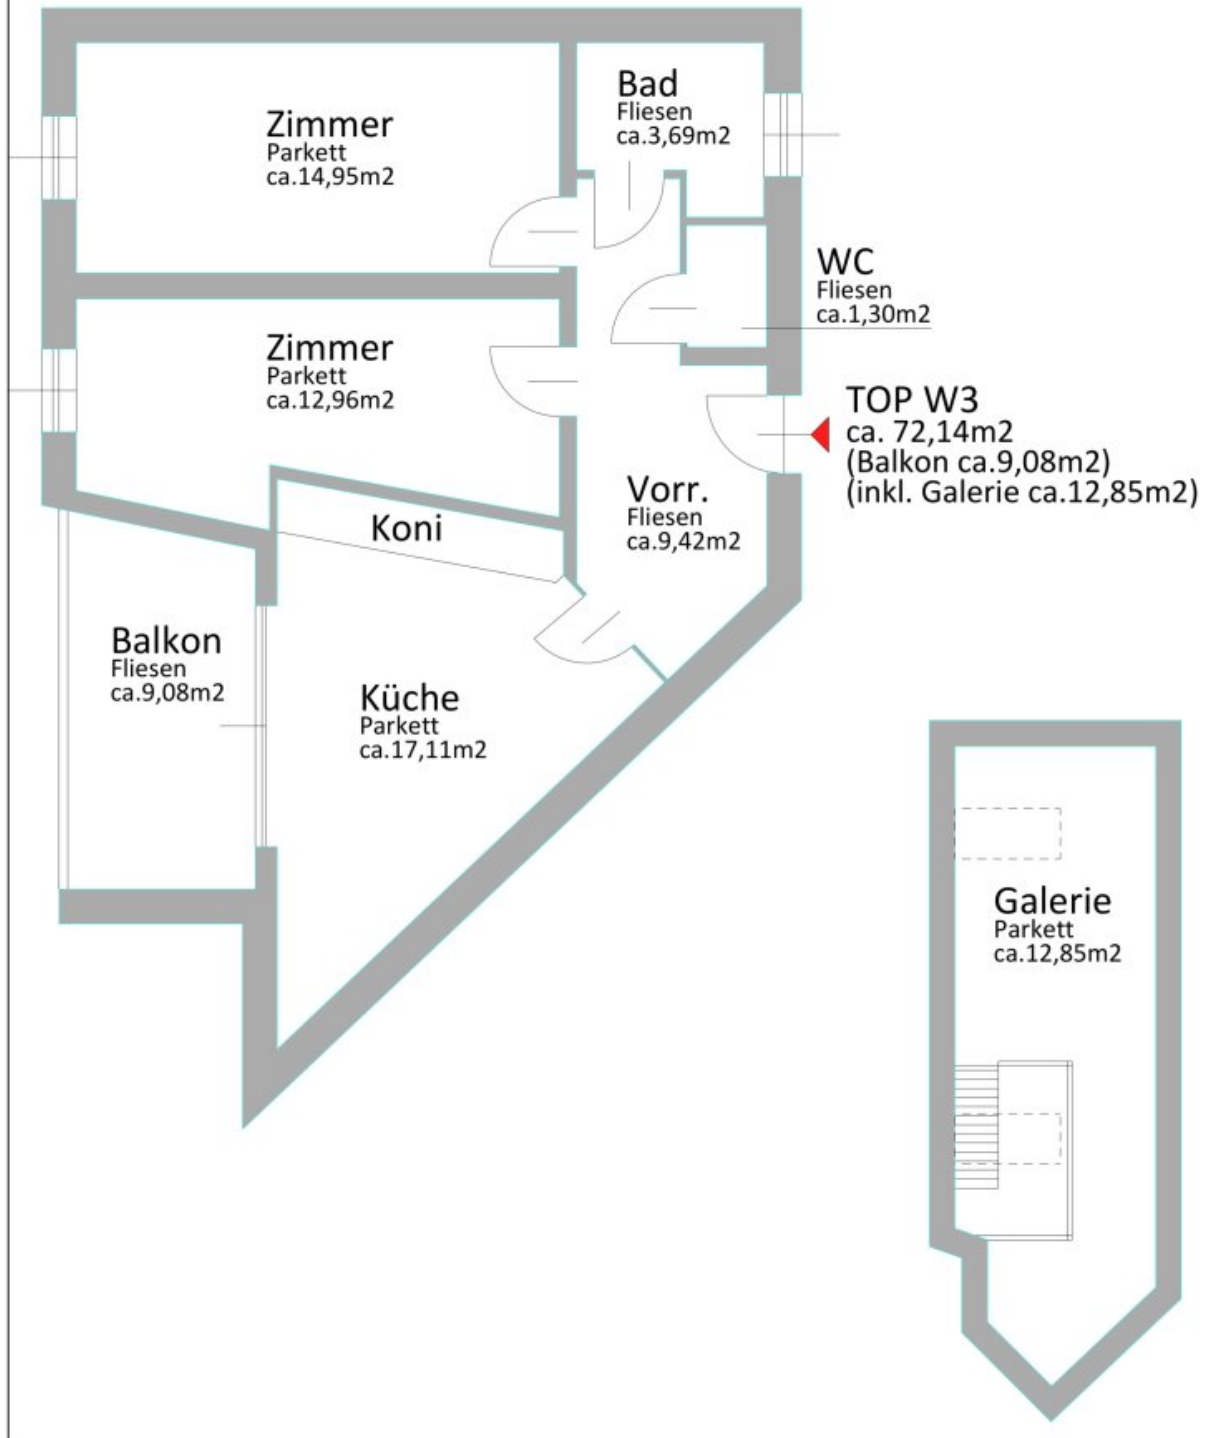 Zimmer
Parkett
ca.14,95m2
Bad
Fliesen
ca.3,69m2
WC
Fliesen
ca.1,30m2
Zimmer
Parkett
ca.12,96m2
TOP W3
ca. 72,14m2
(Balkon ca.9,08m2)
(inkl. Galerie ca.12,85m2)
Vorr.
Fliesen
ca.9,42m2
Koni
Balkon
Fliesen
ca.9,08m2
Küche
Parkett
ca.17,11m2
Galerie
Parkett
ca.12,85m2